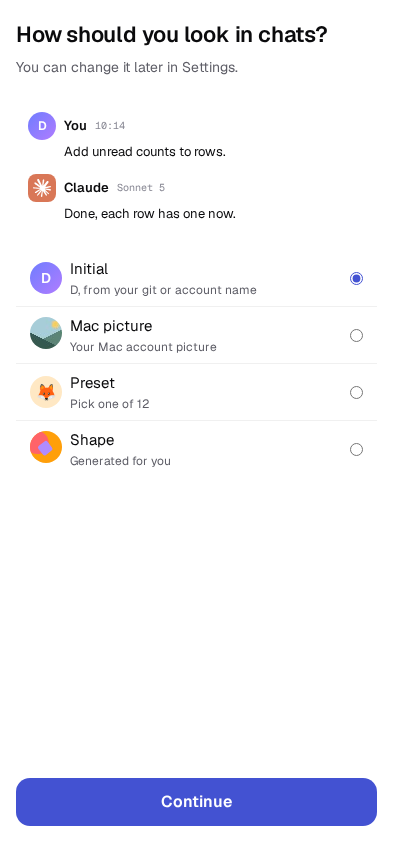 How should you look in chats?
You can change it later in Settings.
D
You 10:14
Add unread counts to rows.
Claude Sonnet 5
Done, each row has one now.
D
Initial
D, from your git or account name
Mac picture
Your Mac account picture
Preset
Pick one of 12
Shape
Generated for you
Continue